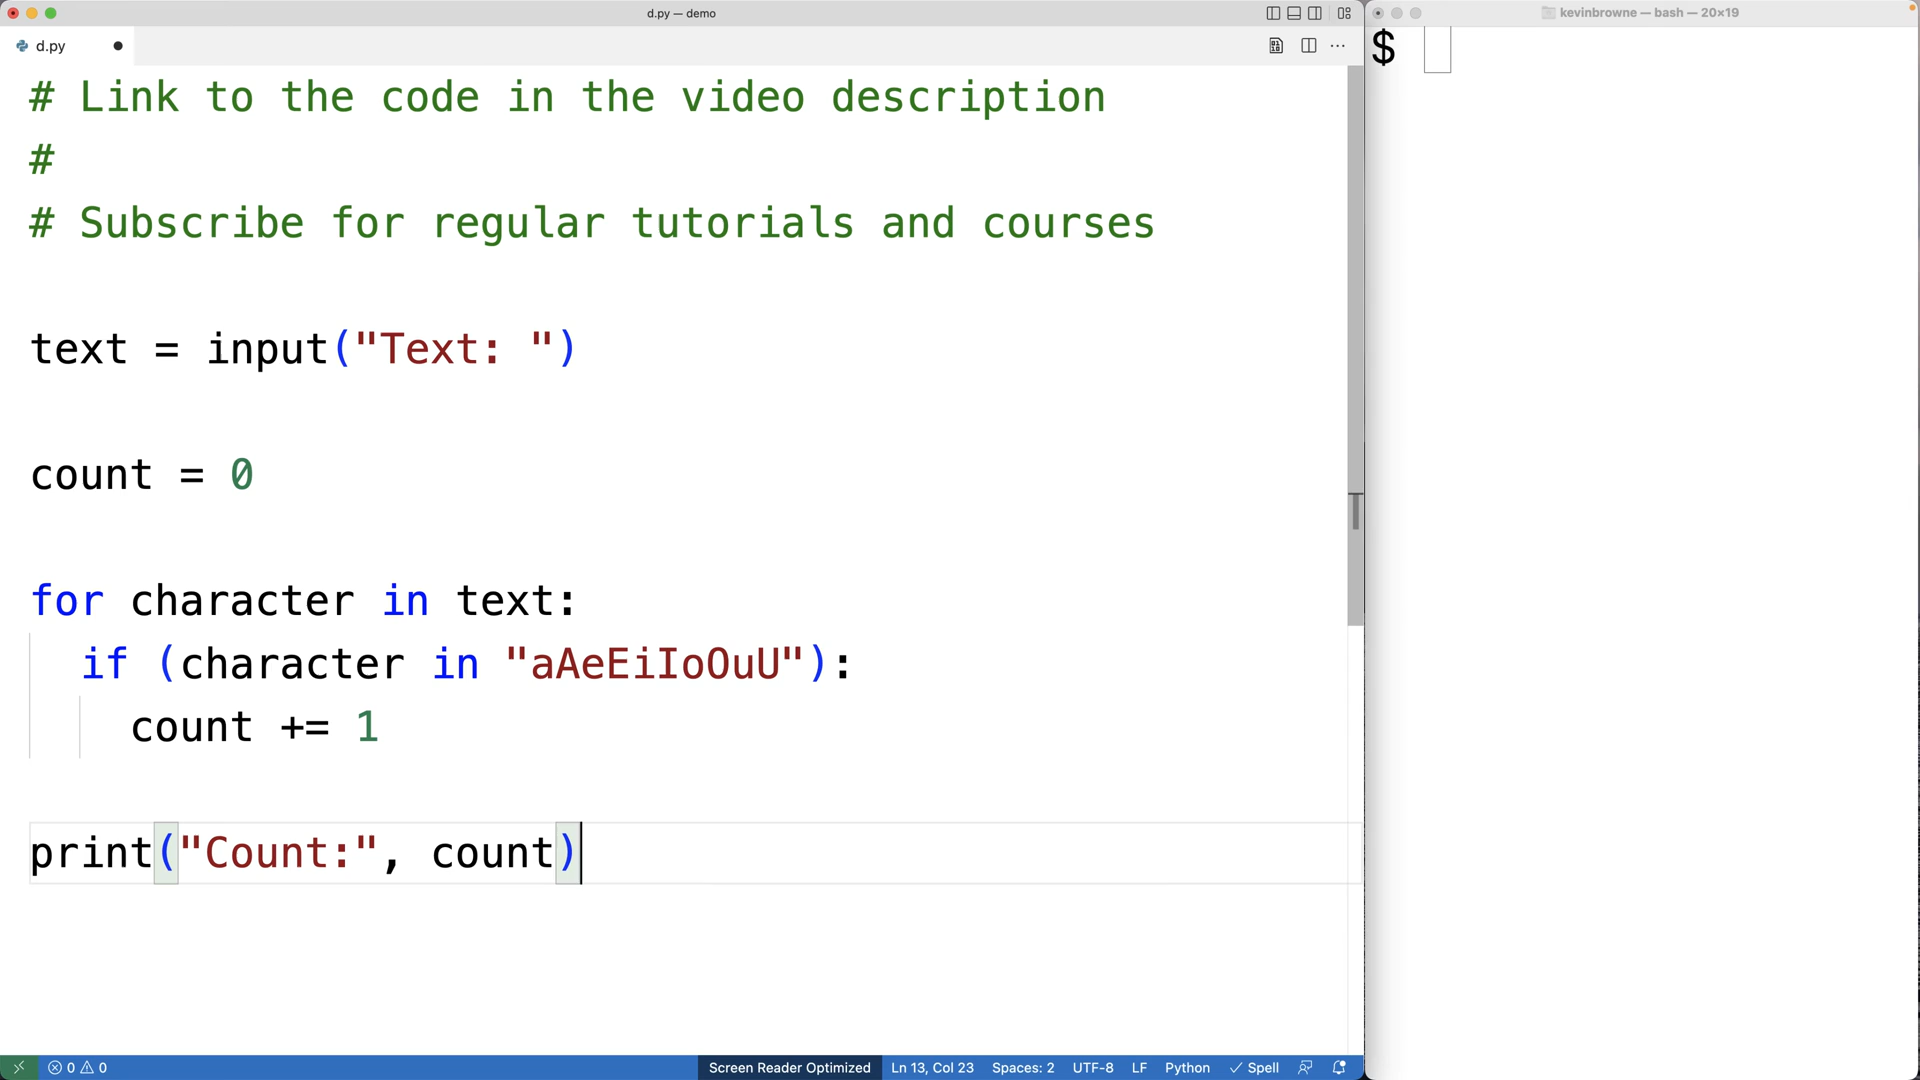 d.py — demo
kevinbrowne — bash — 20×19
d.py
$
# Link to the code in the video description
#
# Subscribe for regular tutorials and courses
text = input("Text: ")
count = 0
for character in text:
if (character in "aAeEiIoOuU"):
count += 1
print("Count:", count)
0 0 Screen Reader Optimized Ln 13, Col 23 Spaces: 2 UTF-8 LF Python Spell